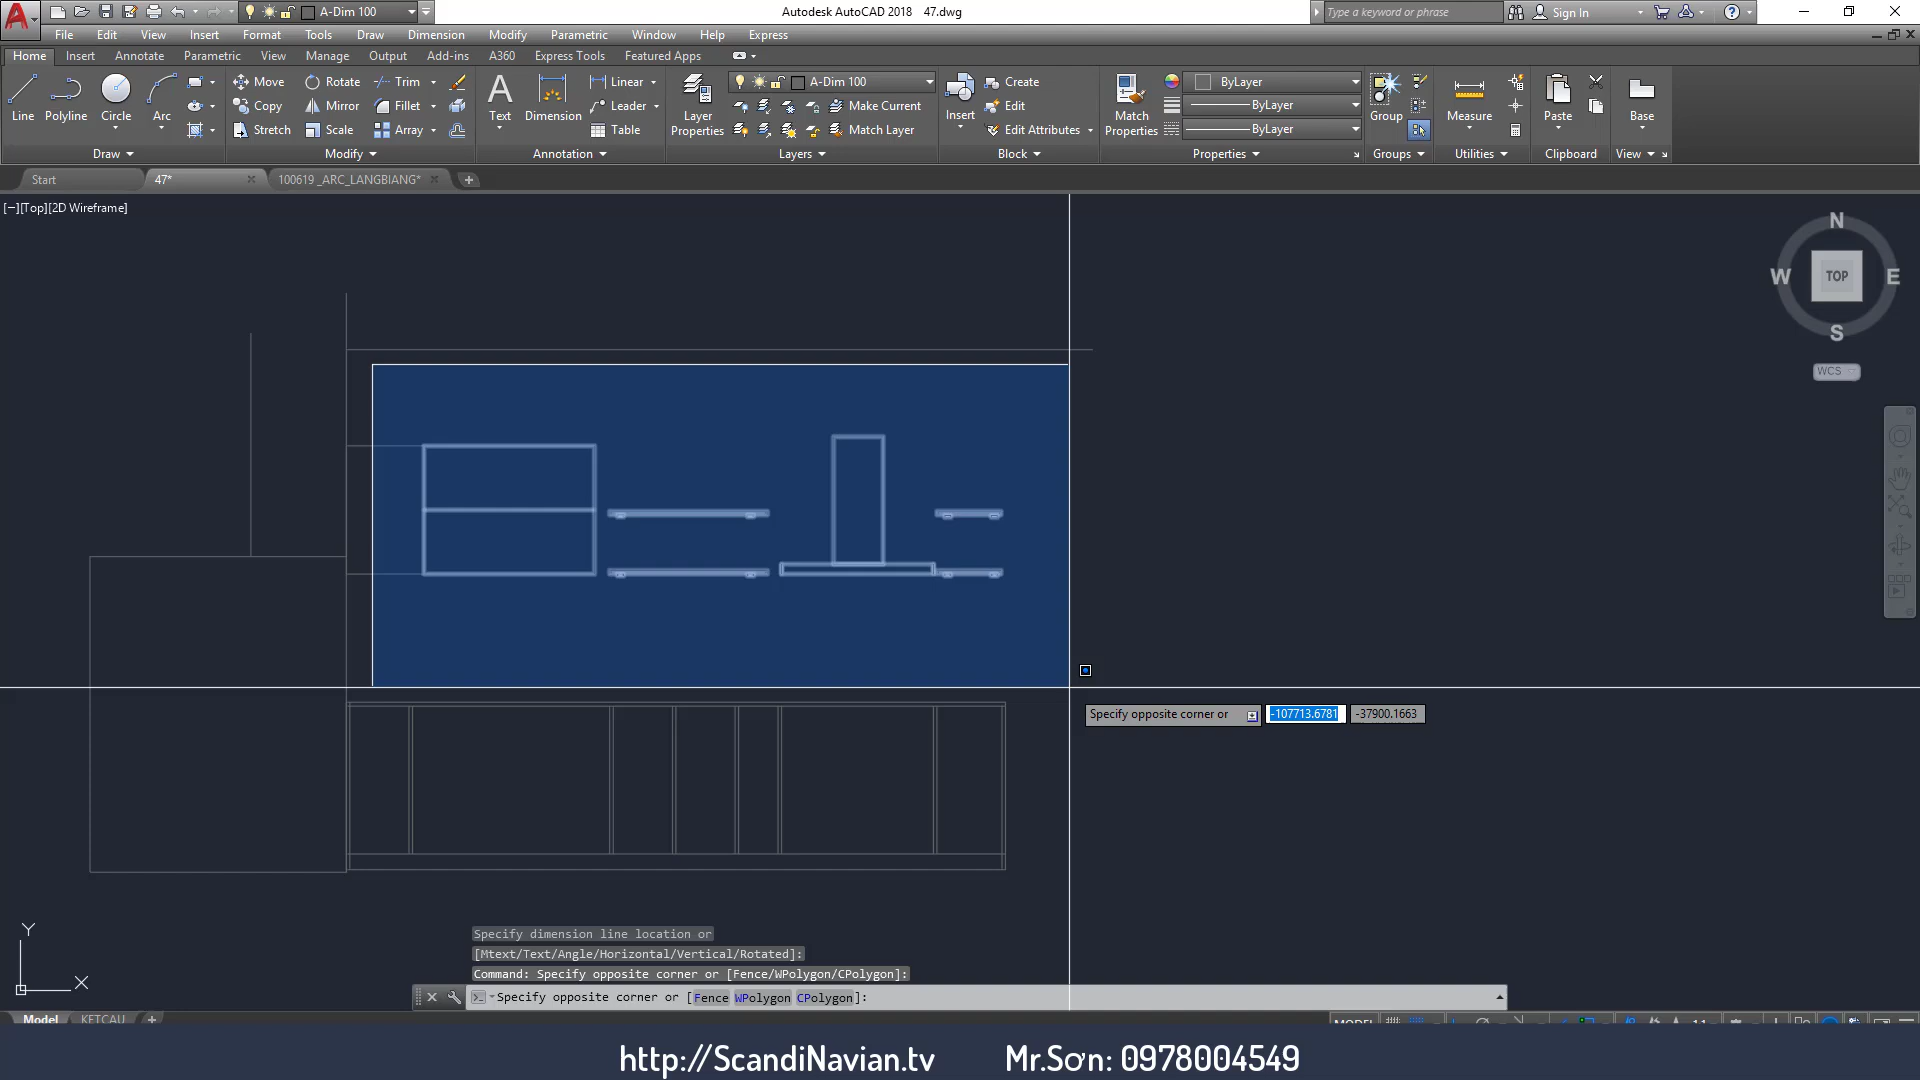 A-Dim 100
Autodesk AutoCAD 2018 47.dwg
Type a keyword or phrase
Sign In
File Edit View Insert Format Tools Draw Dimension Modify Parametric Window Help Express
Home Insert Annotate Parametric View Manage Output Add-ins A360 Express Tools Featured Apps
Line Polyline Circle Arc
Move Rotate Trim
Copy Mirror Fillet
Stretch Scale Array
Text Dimension
Linear
Leader
Table
Layer Properties
A-Dim 100
Make Current
Match Layer
Insert
Create
Edit
Edit Attributes
Match Properties
ByLayer
ByLayer
ByLayer
Group
Measure
Paste
Base
Draw Modify Annotation Layers Block Properties Groups Utilities Clipboard View
Start 47* 100619 _ARC_LANGBIANG*
[−][Top][2D Wireframe]
N
W TOP E
S
WCS
Specify opposite corner or -107713.6781 -37900.1663
Y
X
Specify dimension line location or
[Mtext/Text/Angle/Horizontal/Vertical/Rotated]:
Command: Specify opposite corner or [Fence/WPolygon/CPolygon]:
Specify opposite corner or [Fence WPolygon CPolygon]:
Model KETCAU
MODEL
http://ScandiNavian.tv Mr.Sơn: 0978004549